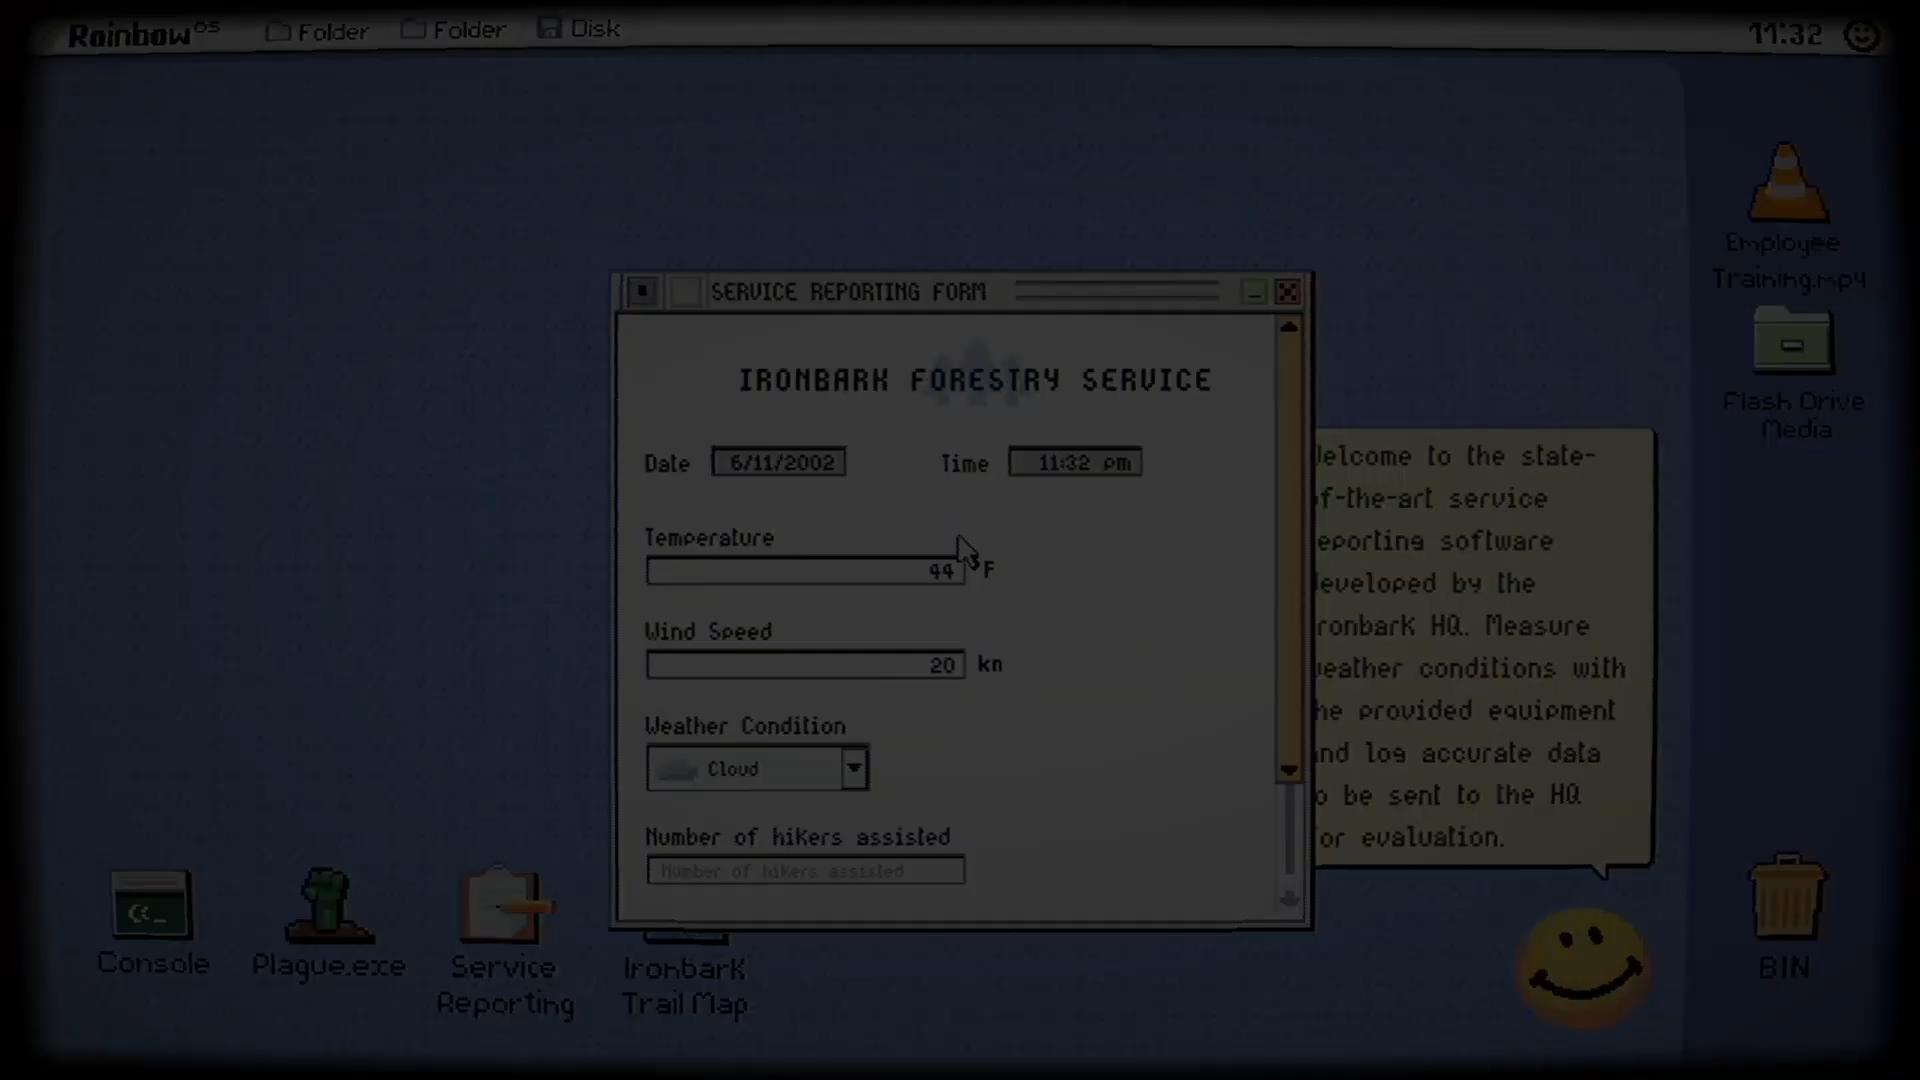 Rainbow OS
Folder
Folder
Disk
11:32
Employee
Training.mp4
Flash Drive
Media
SERVICE REPORTING FORM
IRONBARK FORESTRY SERVICE
Date 6/11/2002 Time 11:32 pm
Temperature
44 °F
Wind Speed
20 kn
Weather Condition
Cloud
Number of hikers assisted
Number of hikers assisted
elcome to the state-
f-the-art service
eporting software
eveloped by the
ronbark HQ. Measure
eather conditions with
he provided equipment
nd log accurate data
o be sent to the HQ
or evaluation.
Console
Plague.exe
Service
Reporting
Ironbark
Trail Map
BIN